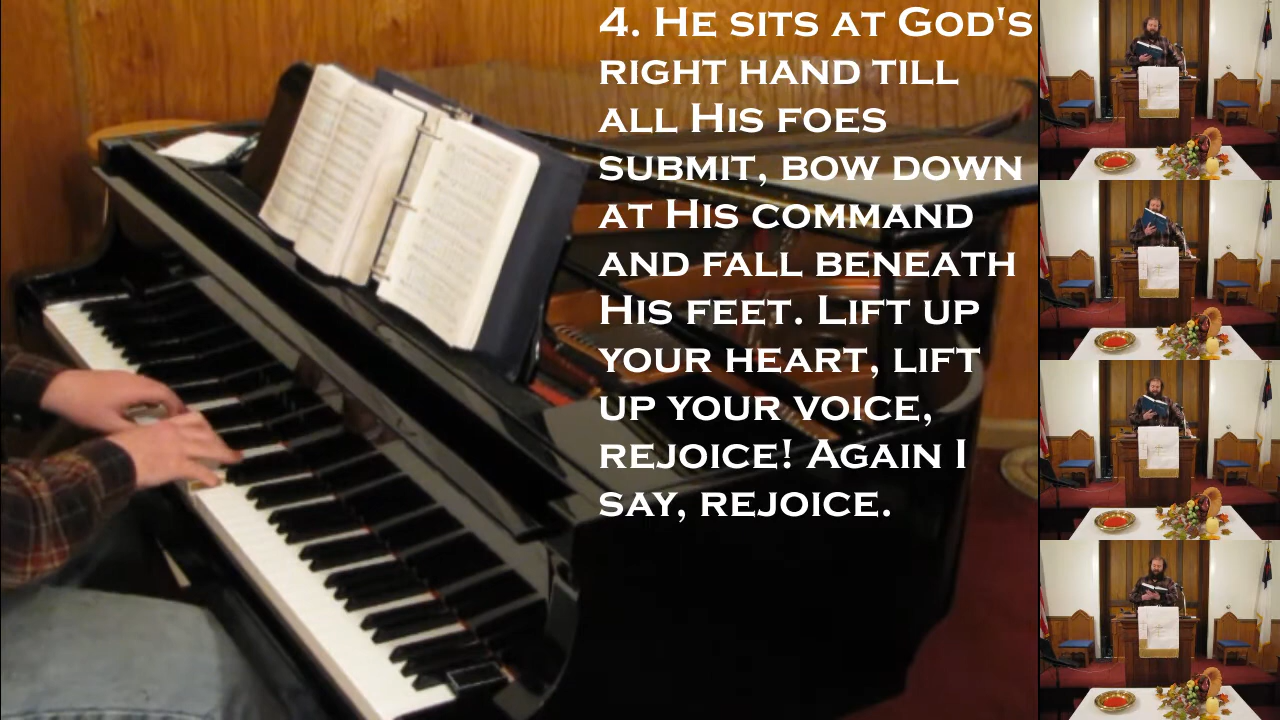 4. He sits at God's
right hand till
all His foes
submit, bow down
at His command
and fall beneath
His feet. Lift up
your heart, lift
up your voice,
rejoice! Again I
say, rejoice.